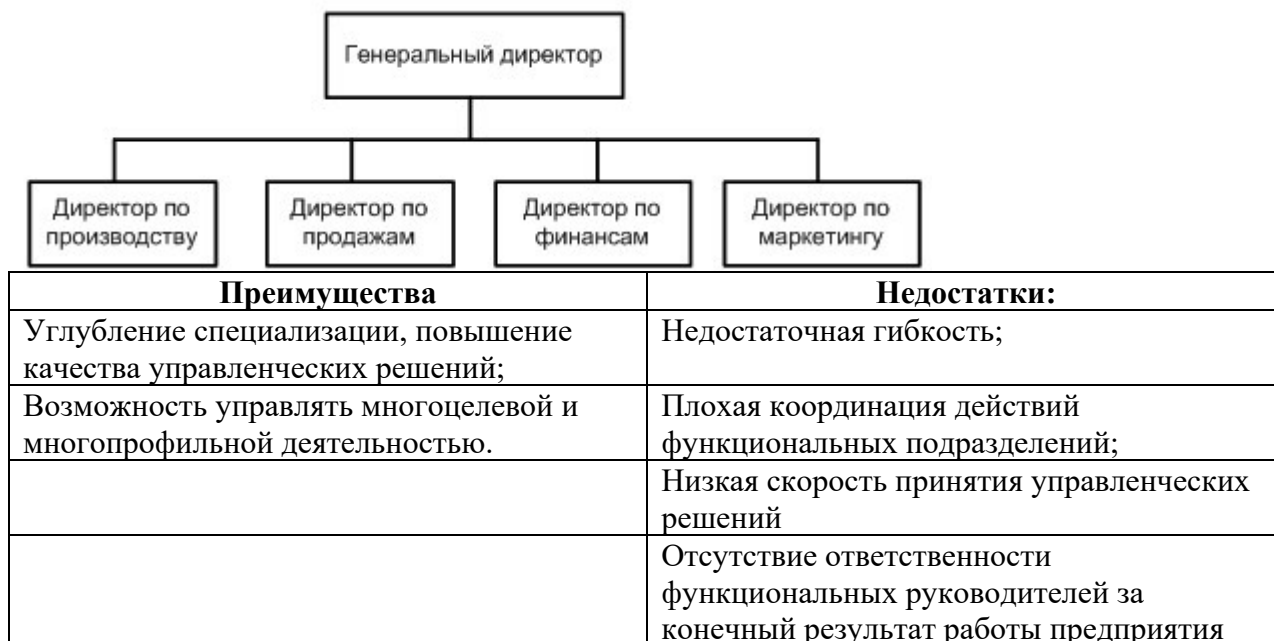 Генеральный директор
Директор по
производству
Директор по
продажам
Директор по
финансам
Директор по
маркетингу
Преимущества
Недостатки:
Углубление специализации, повышение
качества управленческих решений;
Недостаточная гибкость;
Возможность управлять многоцелевой и
многопрофильной деятельностью.
Плохая координация действий
функциональных подразделений;
Низкая скорость принятия управленческих
решений
Отсутствие ответственности
функциональных руководителей за
конечный результат работы предприятия